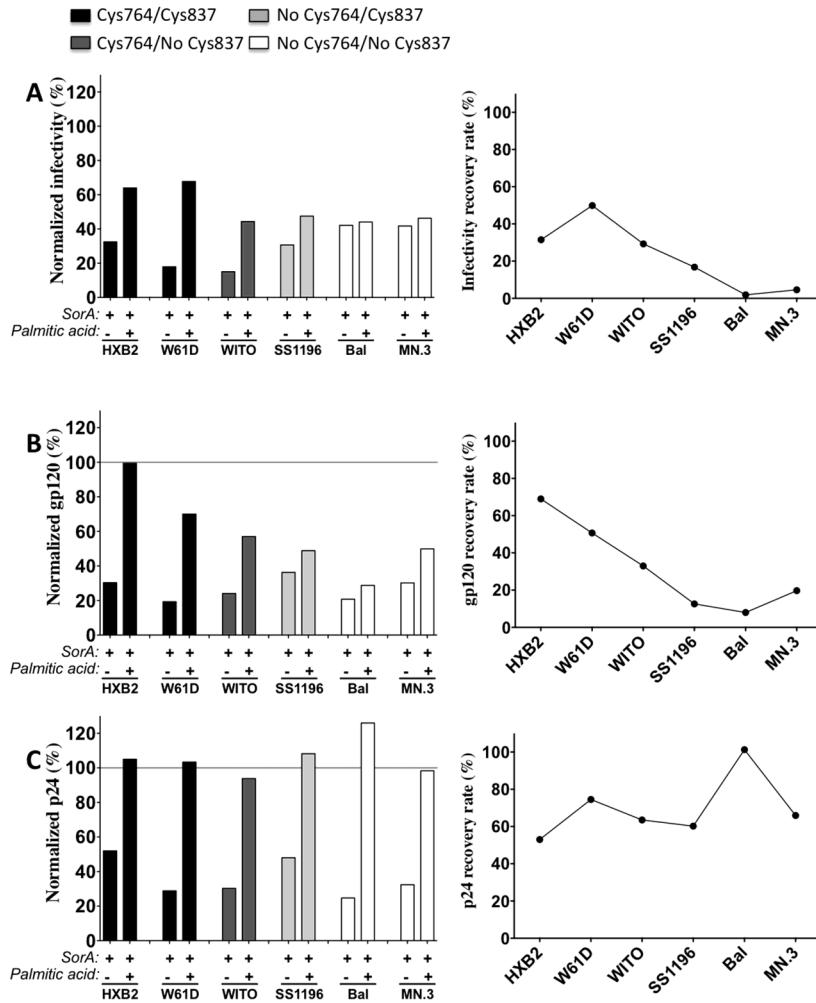 Cys764/Cys837 No Cys764/Cys837
Cys764/No Cys837 No Cys764/No Cys837
A
Normalized infectivity (%)
120
100
80
60
40
20
0
SorA: + + + + + + + + + + + +
Palmitic acid: - + - + - + - + - + - +
HXB2 W61D WITO SS1196 Bal MN.3
Infectivity recovery rate (%)
100
80
60
40
20
0
HXB2 W61D WITO SS1196 Bal MN.3
B
Normalized gp120 (%)
120
100
80
60
40
20
0
SorA: + + + + + + + + + + + +
Palmitic acid: - + - + - + - + - + - +
HXB2 W61D WITO SS1196 Bal MN.3
gp120 recovery rate (%)
100
80
60
40
20
0
HXB2 W61D WITO SS1196 Bal MN.3
C
Normalized p24 (%)
120
100
80
60
40
20
0
SorA: + + + + + + + + + + + +
Palmitic acid: - + - + - + - + - + - +
HXB2 W61D WITO SS1196 Bal MN.3
p24 recovery rate (%)
100
80
60
40
20
0
HXB2 W61D WITO SS1196 Bal MN.3